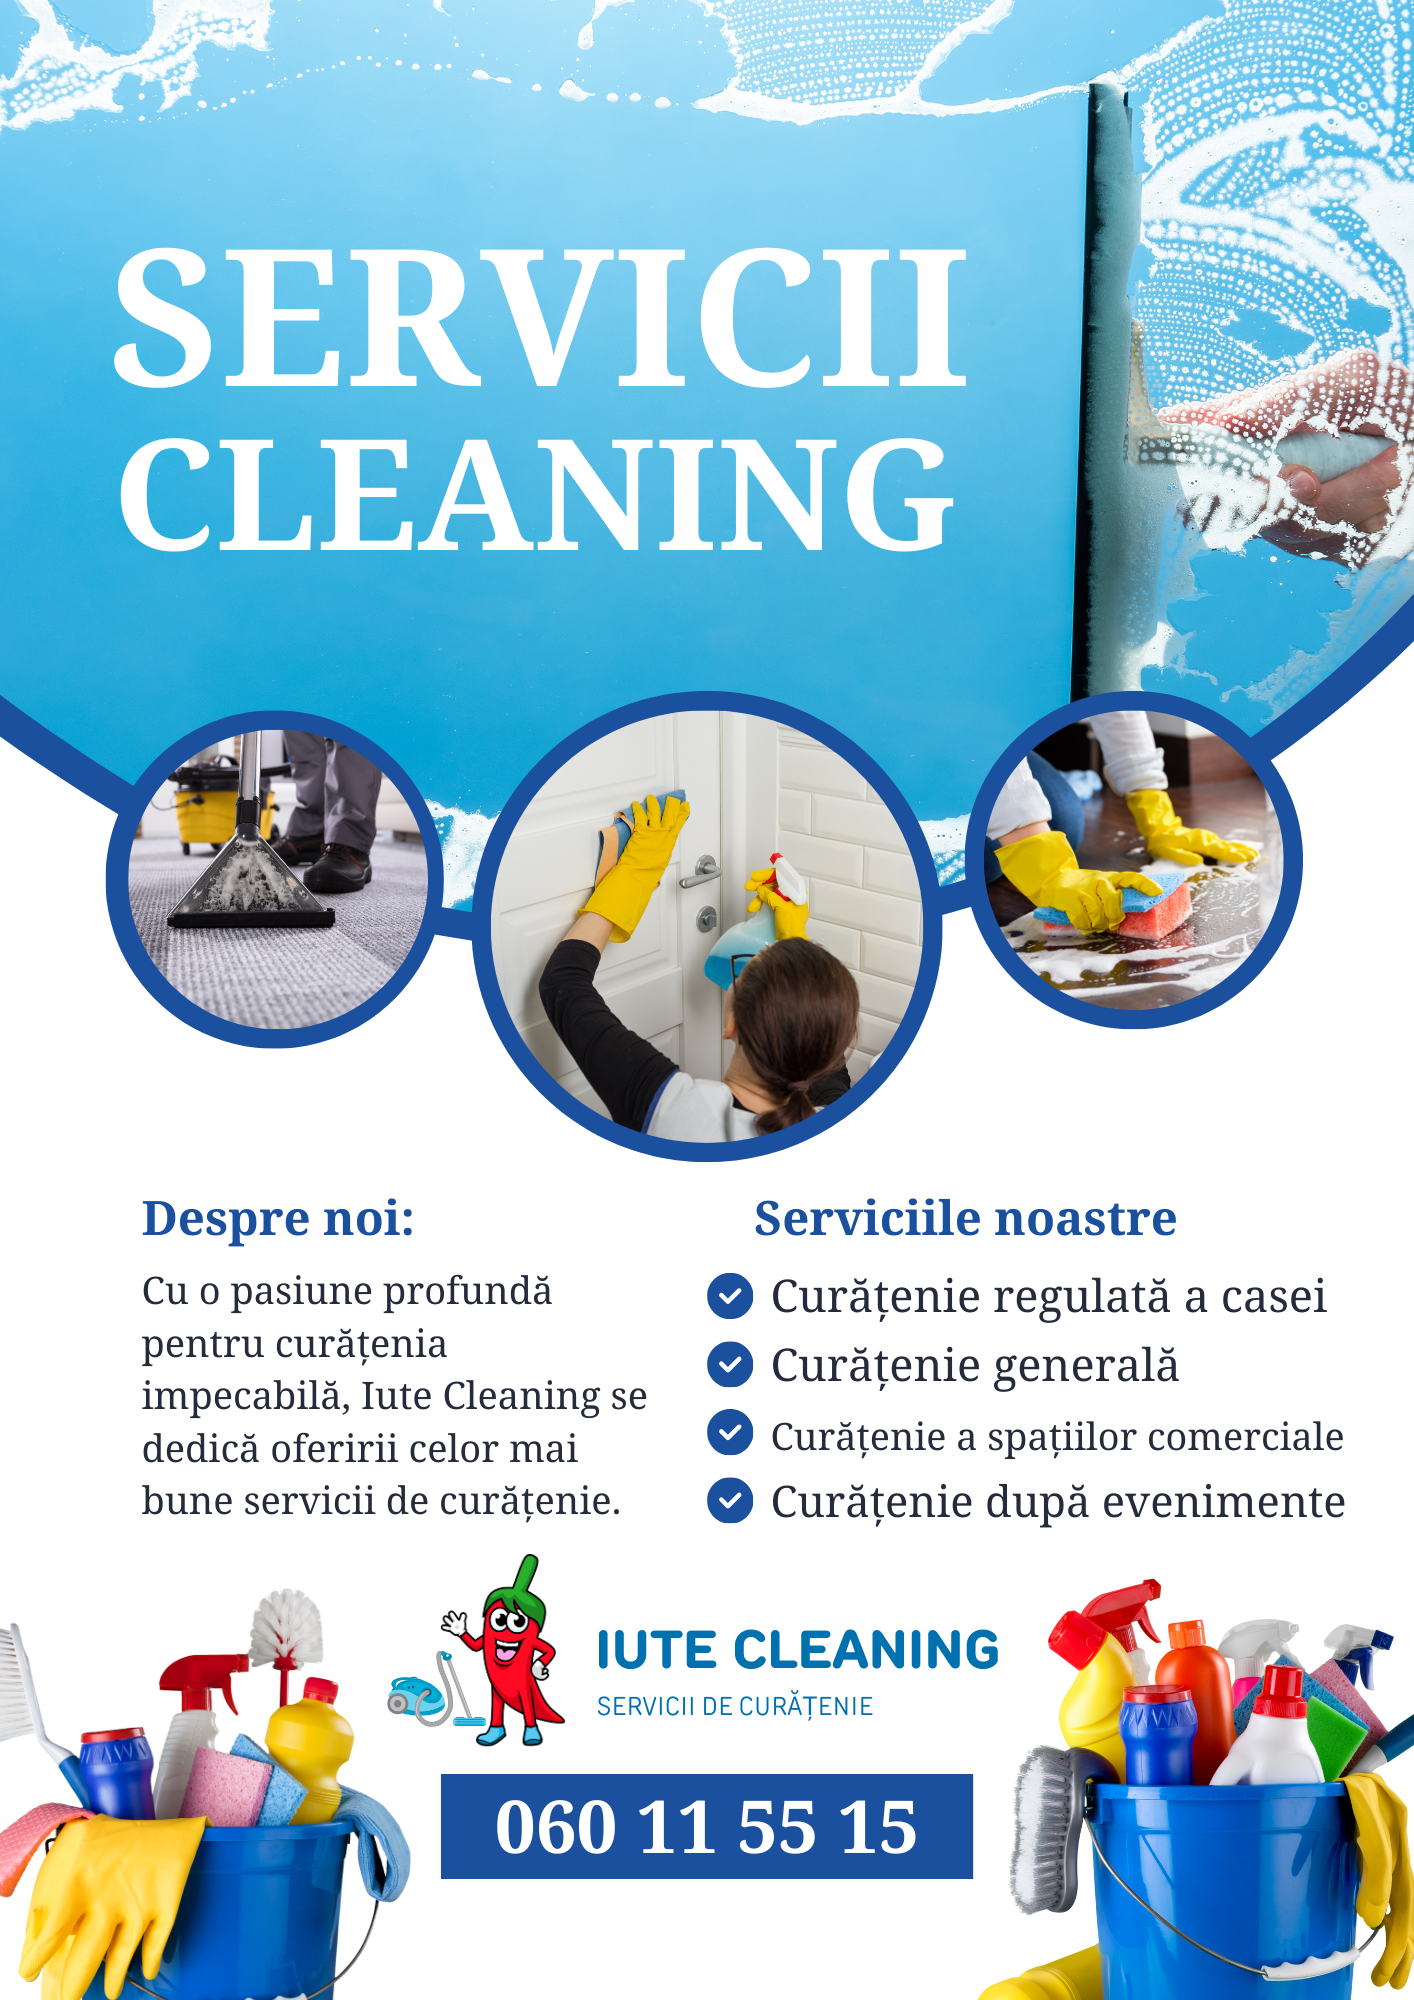 SERVICII
CLEANING
Despre noi:
Cu o pasiune profundă
pentru curățenia
impecabilă, Iute Cleaning se
dedică oferirii celor mai
bune servicii de curățenie.
Serviciile noastre
Curățenie regulată a casei
Curățenie generală
Curățenie a spațiilor comerciale
Curățenie după evenimente
IUTE CLEANING
SERVICII DE CURĂȚENIE
060 11 55 15